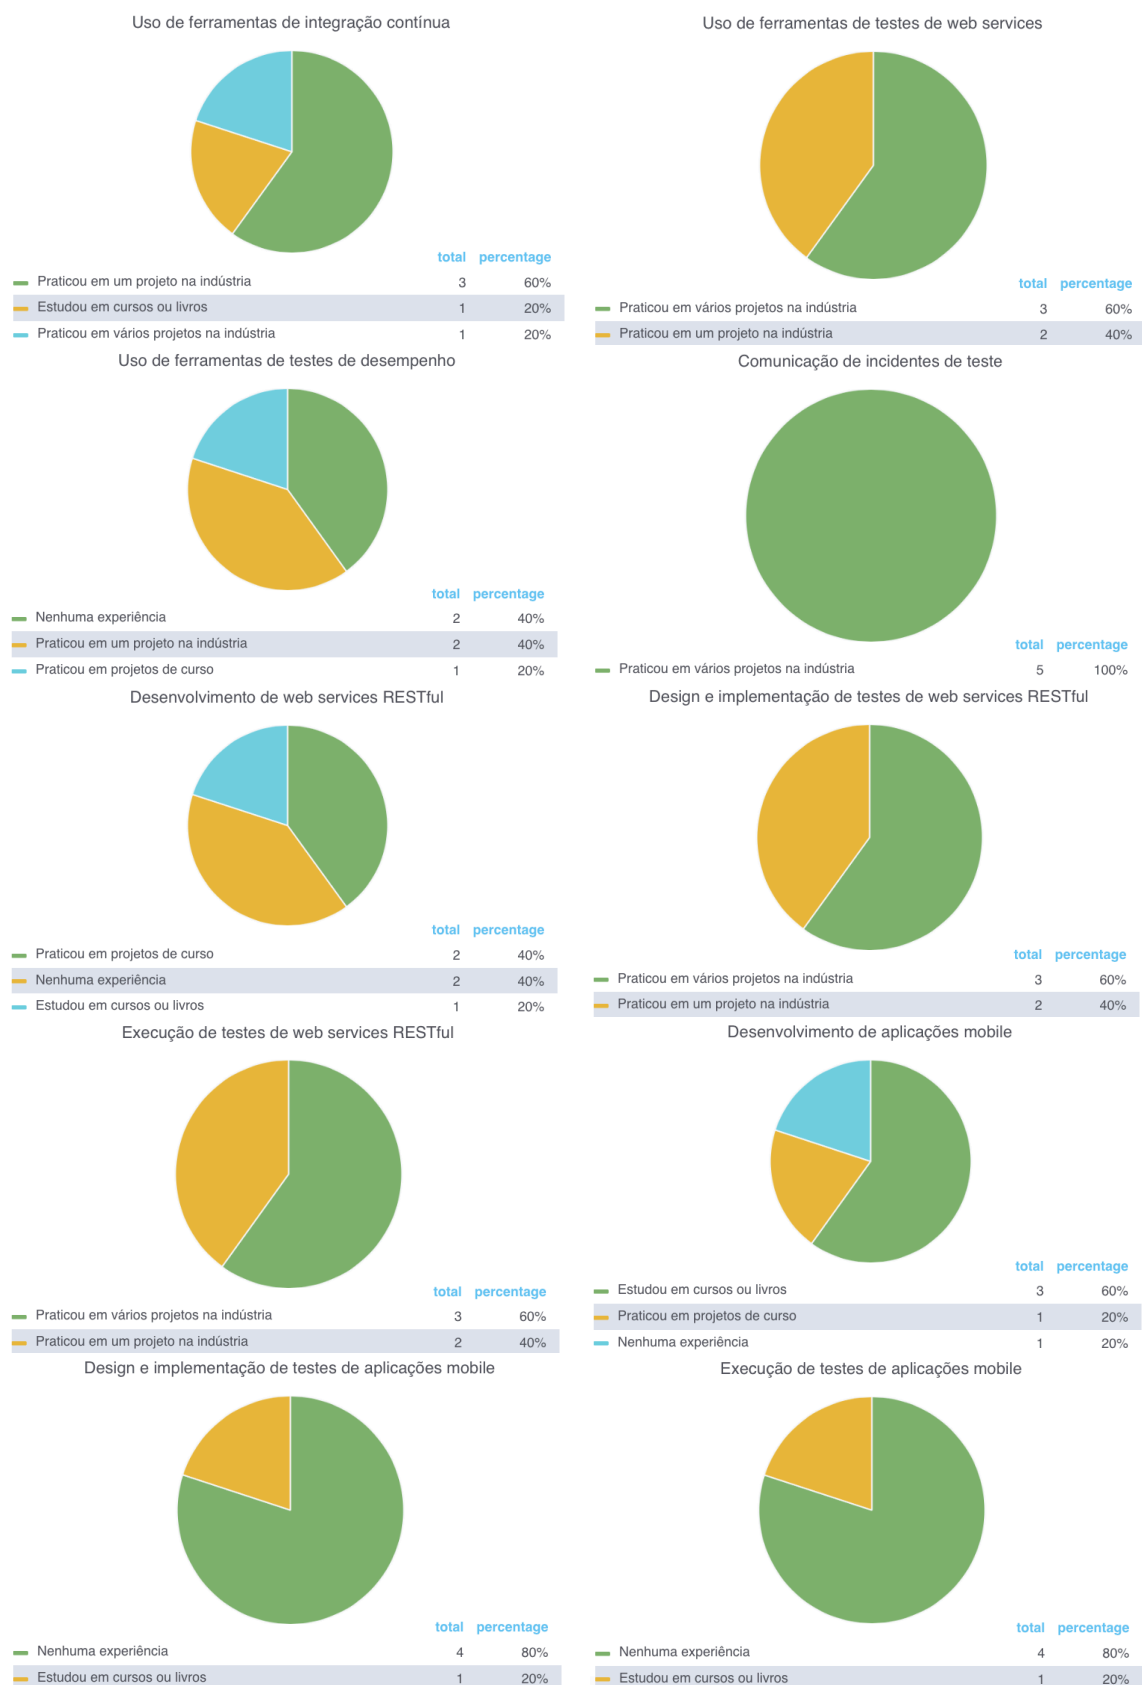 Uso de ferramentas de integração contínua
total percentage
Praticou em um projeto na indústria 3 60%
Estudou em cursos ou livros 1 20%
Praticou em vários projetos na indústria 1 20%
Uso de ferramentas de testes de web services
total percentage
Praticou em vários projetos na indústria 3 60%
Praticou em um projeto na indústria 2 40%
Uso de ferramentas de testes de desempenho
total percentage
Nenhuma experiência 2 40%
Praticou em um projeto na indústria 2 40%
Praticou em projetos de curso 1 20%
Comunicação de incidentes de teste
total percentage
Praticou em vários projetos na indústria 5 100%
Desenvolvimento de web services RESTful
total percentage
Praticou em projetos de curso 2 40%
Nenhuma experiência 2 40%
Estudou em cursos ou livros 1 20%
Design e implementação de testes de web services RESTful
total percentage
Praticou em vários projetos na indústria 3 60%
Praticou em um projeto na indústria 2 40%
Execução de testes de web services RESTful
total percentage
Praticou em vários projetos na indústria 3 60%
Praticou em um projeto na indústria 2 40%
Desenvolvimento de aplicações mobile
total percentage
Estudou em cursos ou livros 3 60%
Praticou em projetos de curso 1 20%
Nenhuma experiência 1 20%
Design e implementação de testes de aplicações mobile
total percentage
Nenhuma experiência 4 80%
Estudou em cursos ou livros 1 20%
Execução de testes de aplicações mobile
total percentage
Nenhuma experiência 4 80%
Estudou em cursos ou livros 1 20%